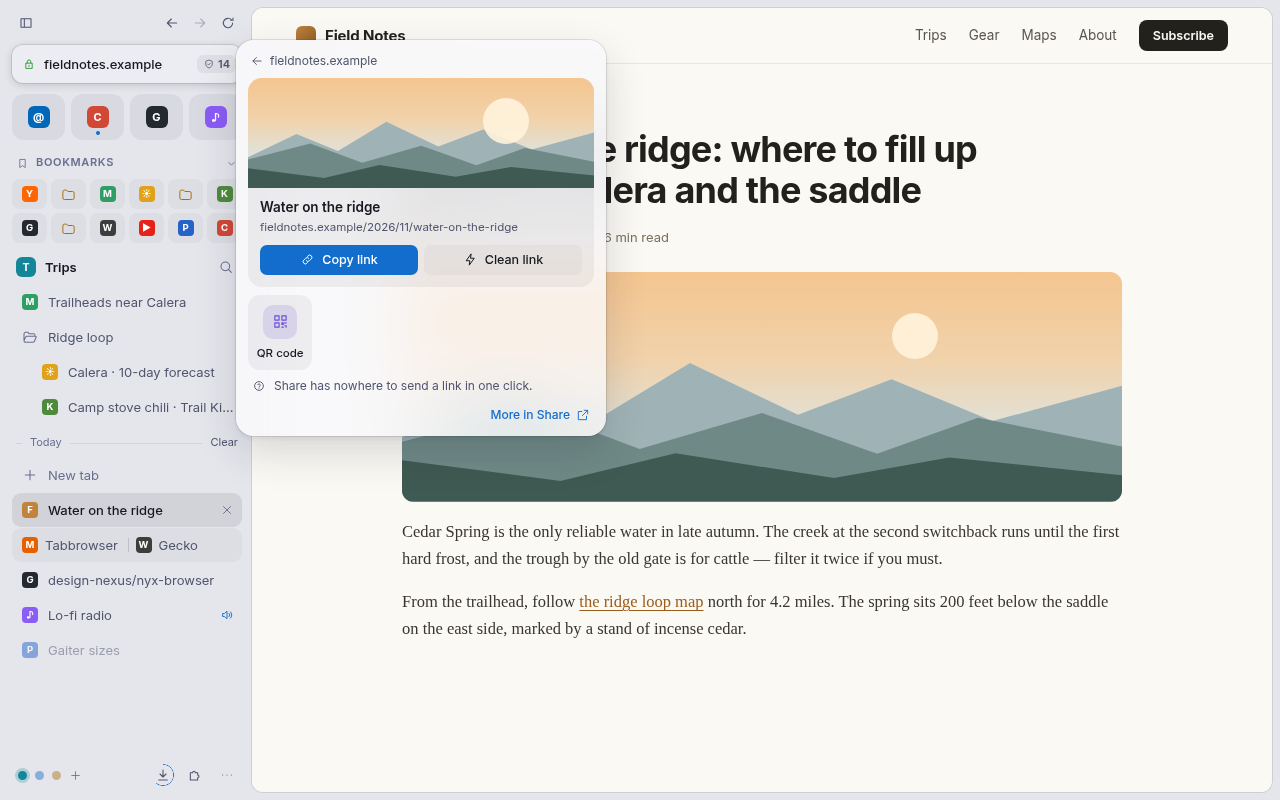 fieldnotes.example
14
@
C
G
BOOKMARKS
Y
M
K
G
W
P
C
T
Trips
M
Trailheads near Calera
Ridge loop
Calera · 10-day forecast
K
Camp stove chili · Trail Ki...
Today
Clear
New tab
F
Water on the ridge
M
Tabbrowser
W
Gecko
G
design-nexus/nyx-browser
Lo-fi radio
P
Gaiter sizes
fieldnotes.example
Water on the ridge
fieldnotes.example/2026/11/water-on-the-ridge
Copy link
Clean link
QR code
Share has nowhere to send a link in one click.
More in Share
Field Notes
Trips
Gear
Maps
About
Subscribe
ridge: where to fill up
and the saddle
6 min read
Cedar Spring is the only reliable water in late autumn. The creek at the second switchback runs until the first
hard frost, and the trough by the old gate is for cattle — filter it twice if you must.
From the trailhead, follow the ridge loop map north for 4.2 miles. The spring sits 200 feet below the saddle
on the east side, marked by a stand of incense cedar.